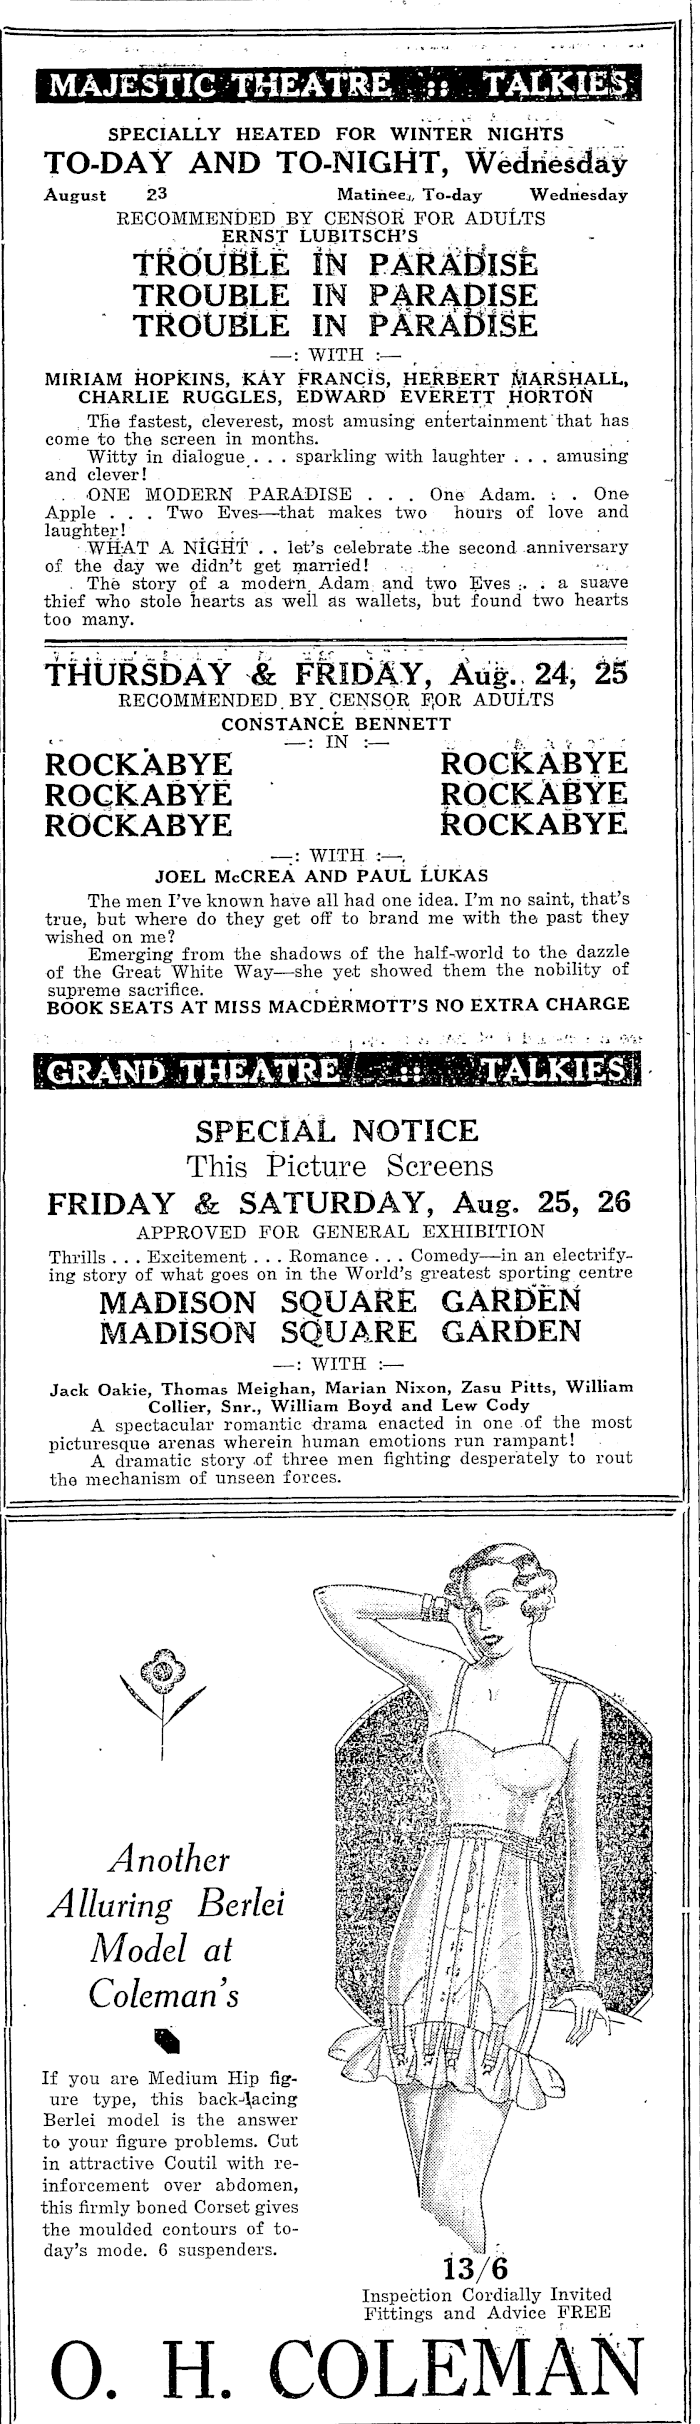 MAJESTIC THEATRE :: TALKIES
SPECIALLY HEATED FOR WINTER NIGHTS
TO-DAY AND TO-NIGHT, Wednesday
August 23 Matinee, To-day Wednesday
RECOMMENDED BY CENSOR FOR ADULTS
ERNST LUBITSCH'S
TROUBLE IN PARADISE
TROUBLE IN PARADISE
TROUBLE IN PARADISE
—: WITH :—
MIRIAM HOPKINS, KAY FRANCIS, HERBERT MARSHALL,
CHARLIE RUGGLES, EDWARD EVERETT HORTON
The fastest, cleverest, most amusing entertainment that has
come to the screen in months.
Witty in dialogue . . . sparkling with laughter . . . amusing
and clever!
ONE MODERN PARADISE . . . One Adam. . . One
Apple . . . Two Eves—that makes two hours of love and
laughter!
WHAT A NIGHT . . let's celebrate the second anniversary
of the day we didn't get married!
The story of a modern Adam and two Eves . . a suave
thief who stole hearts as well as wallets, but found two hearts
too many.
THURSDAY & FRIDAY, Aug. 24, 25
RECOMMENDED BY CENSOR FOR ADULTS
CONSTANCE BENNETT
—: IN :—
ROCKABYE ROCKABYE
ROCKABYE ROCKABYE
ROCKABYE ROCKABYE
—: WITH :—
JOEL McCREA AND PAUL LUKAS
The men I've known have all had one idea. I'm no saint, that's
true, but where do they get off to brand me with the past they
wished on me?
Emerging from the shadows of the half-world to the dazzle
of the Great White Way—she yet showed them the nobility of
supreme sacrifice.
BOOK SEATS AT MISS MACDERMOTT'S NO EXTRA CHARGE
GRAND THEATRE :: TALKIES
SPECIAL NOTICE
This Picture Screens
FRIDAY & SATURDAY, Aug. 25, 26
APPROVED FOR GENERAL EXHIBITION
Thrills . . . Excitement . . . Romance . . . Comedy—in an electrify-
ing story of what goes on in the World's greatest sporting centre
MADISON SQUARE GARDEN
MADISON SQUARE GARDEN
—: WITH :—
Jack Oakie, Thomas Meighan, Marian Nixon, Zasu Pitts, William
Collier, Snr., William Boyd and Lew Cody
A spectacular romantic drama enacted in one of the most
picturesque arenas wherein human emotions run rampant!
A dramatic story of three men fighting desperately to rout
the mechanism of unseen forces.
Another
Alluring Berlei
Model at
Coleman's
If you are Medium Hip fig-
ure type, this back-lacing
Berlei model is the answer
to your figure problems. Cut
in attractive Coutil with re-
inforcement over abdomen,
this firmly boned Corset gives
the moulded contours of to-
day's mode. 6 suspenders.
13/6
Inspection Cordially Invited
Fittings and Advice FREE
O. H. COLEMAN